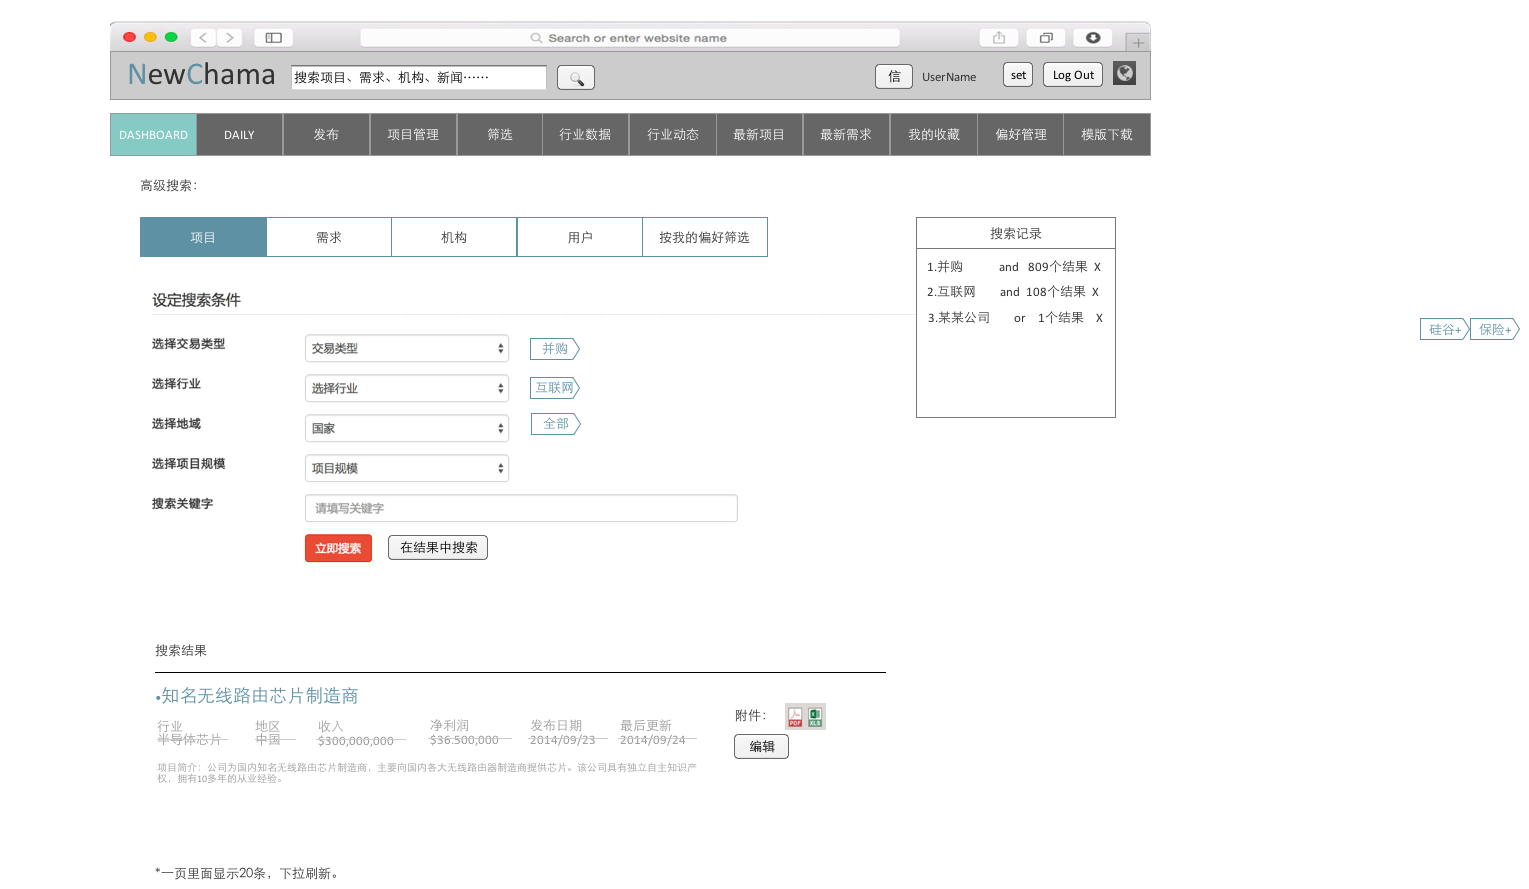 Search or enter website name
NewChama
搜索项目、需求、机构、新闻……
信
UserName
set
Log Out
DASHBOARD
DAILY
发布
项目管理
筛选
行业数据
行业动态
最新项目
最新需求
我的收藏
偏好管理
模版下载
高级搜索：
项目
需求
机构
用户
按我的偏好筛选
搜索记录
1.并购 and 809个结果 X
2.互联网 and 108个结果 X
3.某某公司 or 1个结果 X
硅谷+
保险+
设定搜索条件
选择交易类型
交易类型
并购
选择行业
选择行业
互联网
选择地域
国家
全部
选择项目规模
项目规模
搜索关键字
请填写关键字
立即搜索
在结果中搜索
搜索结果
•知名无线路由芯片制造商
行业 地区 收入 净利润 发布日期 最后更新
半导体芯片 中国 $300,000,000 $36.500,000 2014/09/23 2014/09/24
附件：
PDF
XLS
编辑
项目简介：公司为国内知名无线路由芯片制造商，主要向国内各大无线路由器制造商提供芯片。该公司具有独立自主知识产
权，拥有10多年的从业经验。
*一页里面显示20条，下拉刷新。